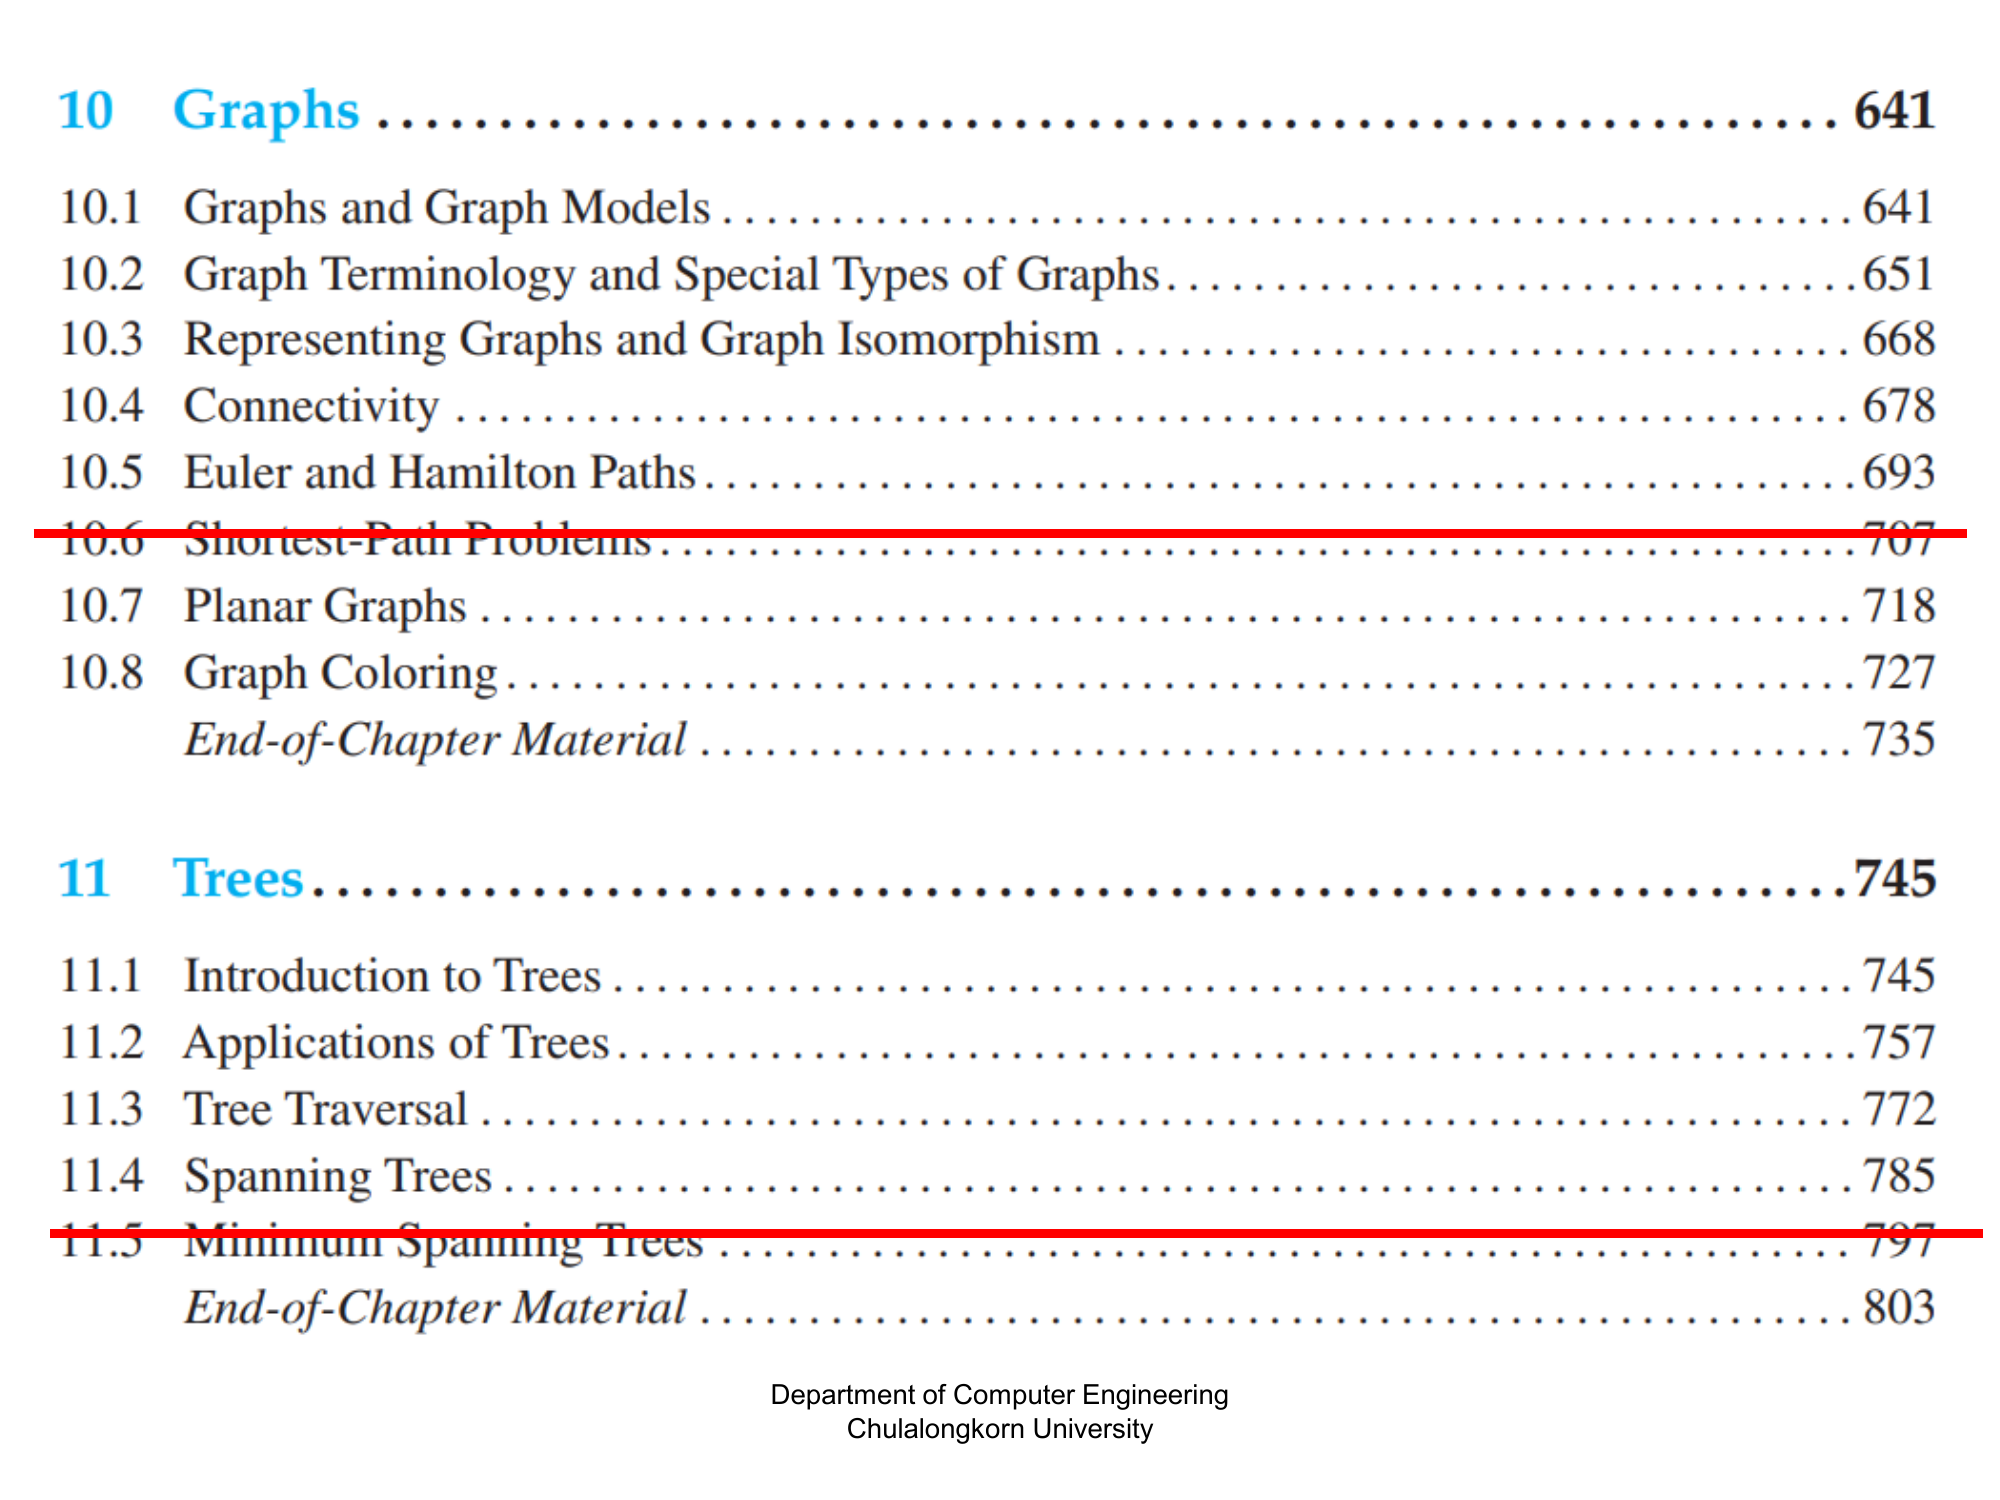 10 Graphs ........ 641
10.1 Graphs and Graph Models ........ 641
10.2 Graph Terminology and Special Types of Graphs ........ 651
10.3 Representing Graphs and Graph Isomorphism ........ 668
10.4 Connectivity ........ 678
10.5 Euler and Hamilton Paths ........ 693
10.6 Shortest-Path Problems ........ 707
10.7 Planar Graphs ........ 718
10.8 Graph Coloring ........ 727
End-of-Chapter Material ........ 735
11 Trees ........ 745
11.1 Introduction to Trees ........ 745
11.2 Applications of Trees ........ 757
11.3 Tree Traversal ........ 772
11.4 Spanning Trees ........ 785
11.5 Minimum Spanning Trees ........ 797
End-of-Chapter Material ........ 803
Department of Computer Engineering
Chulalongkorn University